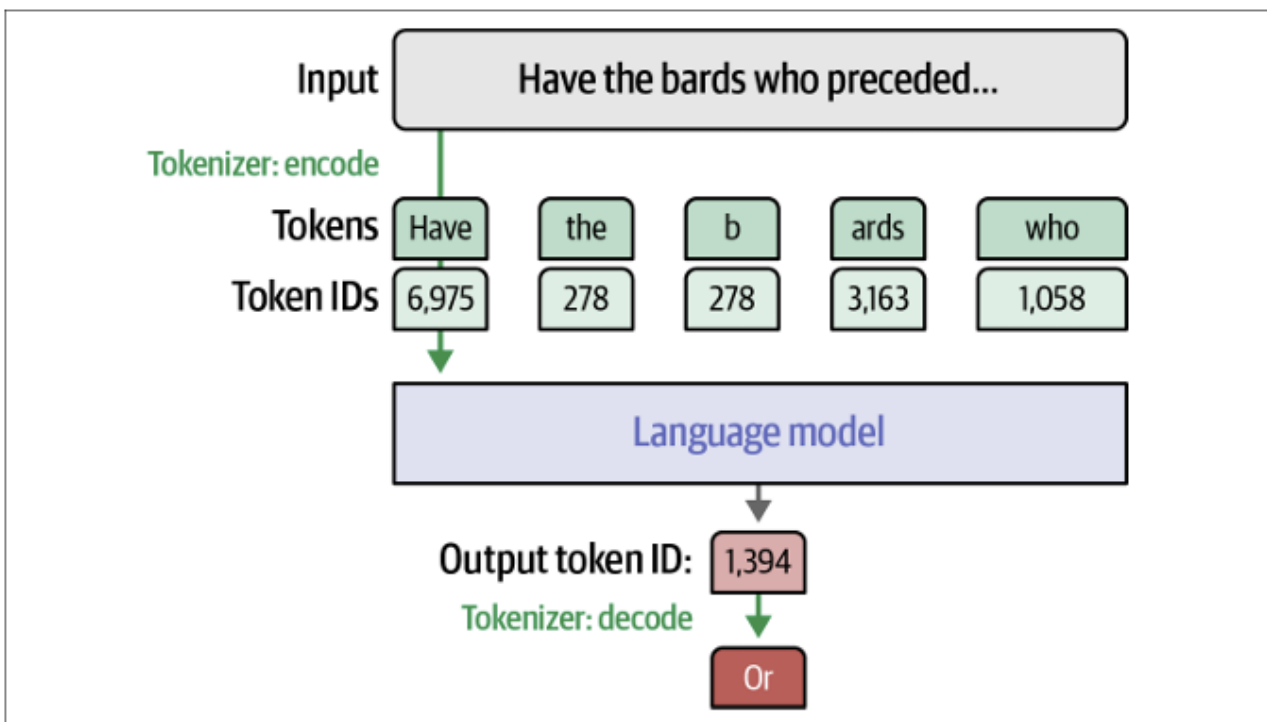 Input
Have the bards who preceded...
Tokenizer: encode
Tokens Have the b ards who
Token IDs 6,975 278 278 3,163 1,058
Language model
Output token ID: 1,394
Tokenizer: decode
Or